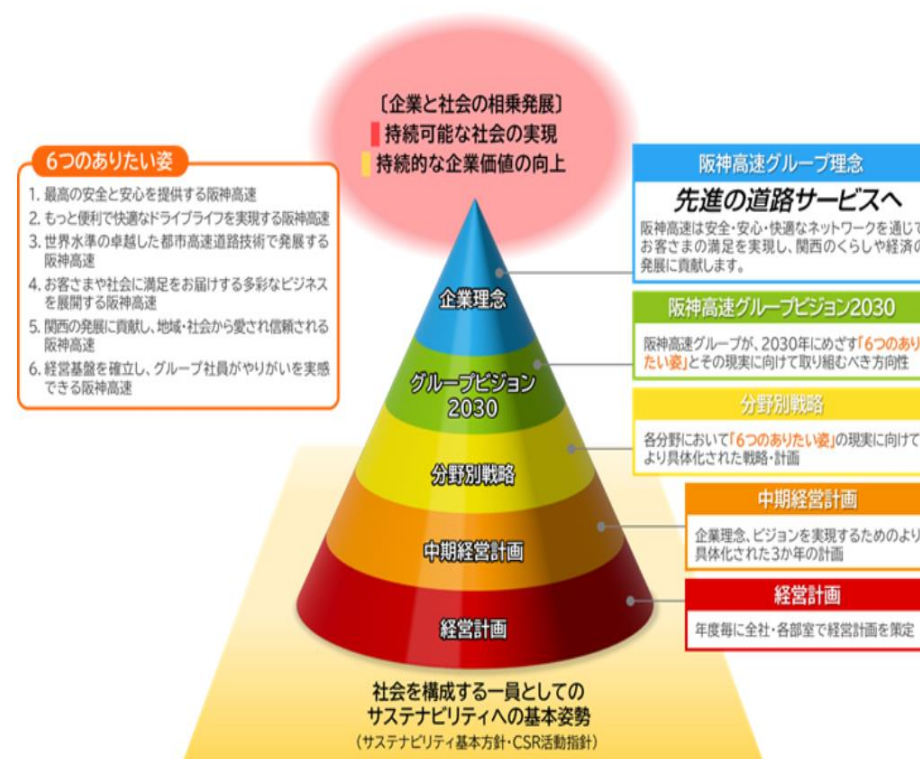 〔企業と社会の相乗発展〕
持続可能な社会の実現
持続的な企業価値の向上
6つのありたい姿
1. 最高の安全と安心を提供する阪神高速
2. もっと便利で快適なドライブライフを実現する阪神高速
3. 世界水準の卓越した都市高速道路技術で発展する
阪神高速
4. お客さまや社会に満足をお届けする多彩なビジネス
を展開する阪神高速
5. 関西の発展に貢献し、地域・社会から愛され信頼される
阪神高速
6. 経営基盤を確立し、グループ社員がやりがいを実感
できる阪神高速
企業理念
グループビジョン
2030
分野別戦略
中期経営計画
経営計画
阪神高速グループ理念
先進の道路サービスへ
阪神高速は安全・安心・快適なネットワークを通じて
お客さまの満足を実現し、関西のくらしや経済の
発展に貢献します。
阪神高速グループビジョン2030
阪神高速グループが、2030年にめざす「6つのあり
たい姿」とその現実に向けて取り組むべき方向性
分野別戦略
各分野において「6つのありたい姿」の現実に向けて
より具体化された戦略・計画
中期経営計画
企業理念、ビジョンを実現するためのより
具体化された3か年の計画
経営計画
年度毎に全社・各部室で経営計画を策定
社会を構成する一員としての
サステナビリティへの基本姿勢
(サステナビリティ基本方針・CSR活動指針)